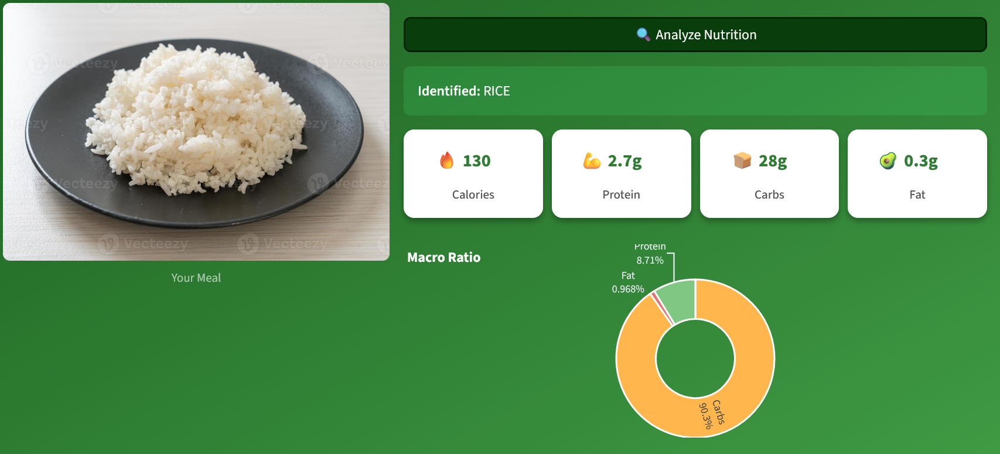 Vecteezy
Vecteezy
teezy
Vecteezy
Vecteezy
Vecteezy
Vecteezy
Vecteezy
Your Meal
🔍 Analyze Nutrition
Identified: RICE
130
Calories
2.7g
Protein
28g
Carbs
0.3g
Fat
Macro Ratio
Protein
8.71%
Fat
0.968%
Carbs
90.3%